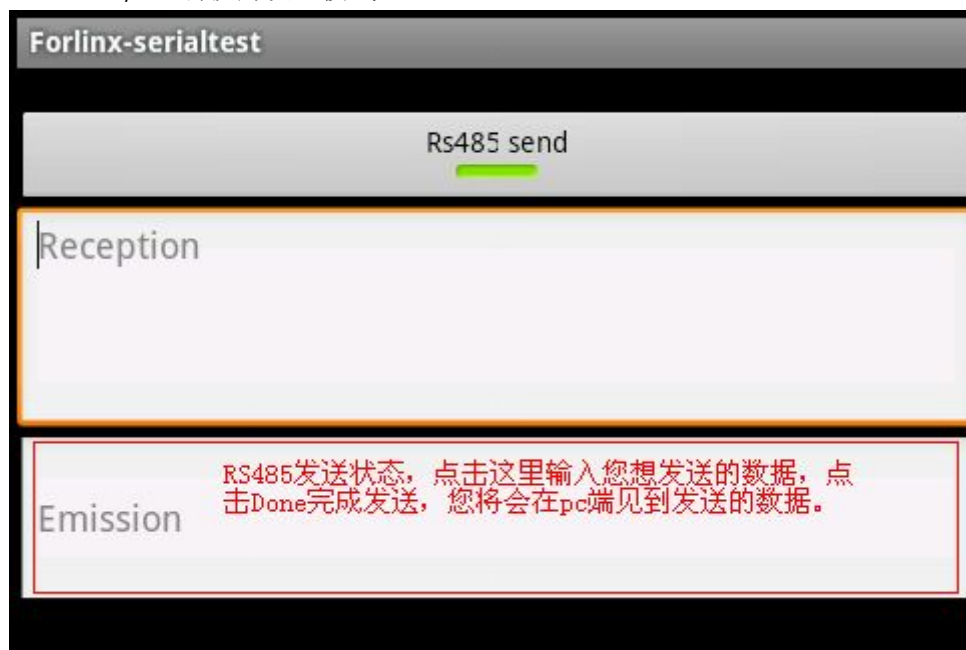 Forlinx-serialtest
Rs485 send
Reception
RS485发送状态，点击这里输入您想发送的数据，点
击Done完成发送，您将会在pc端见到发送的数据。
Emission